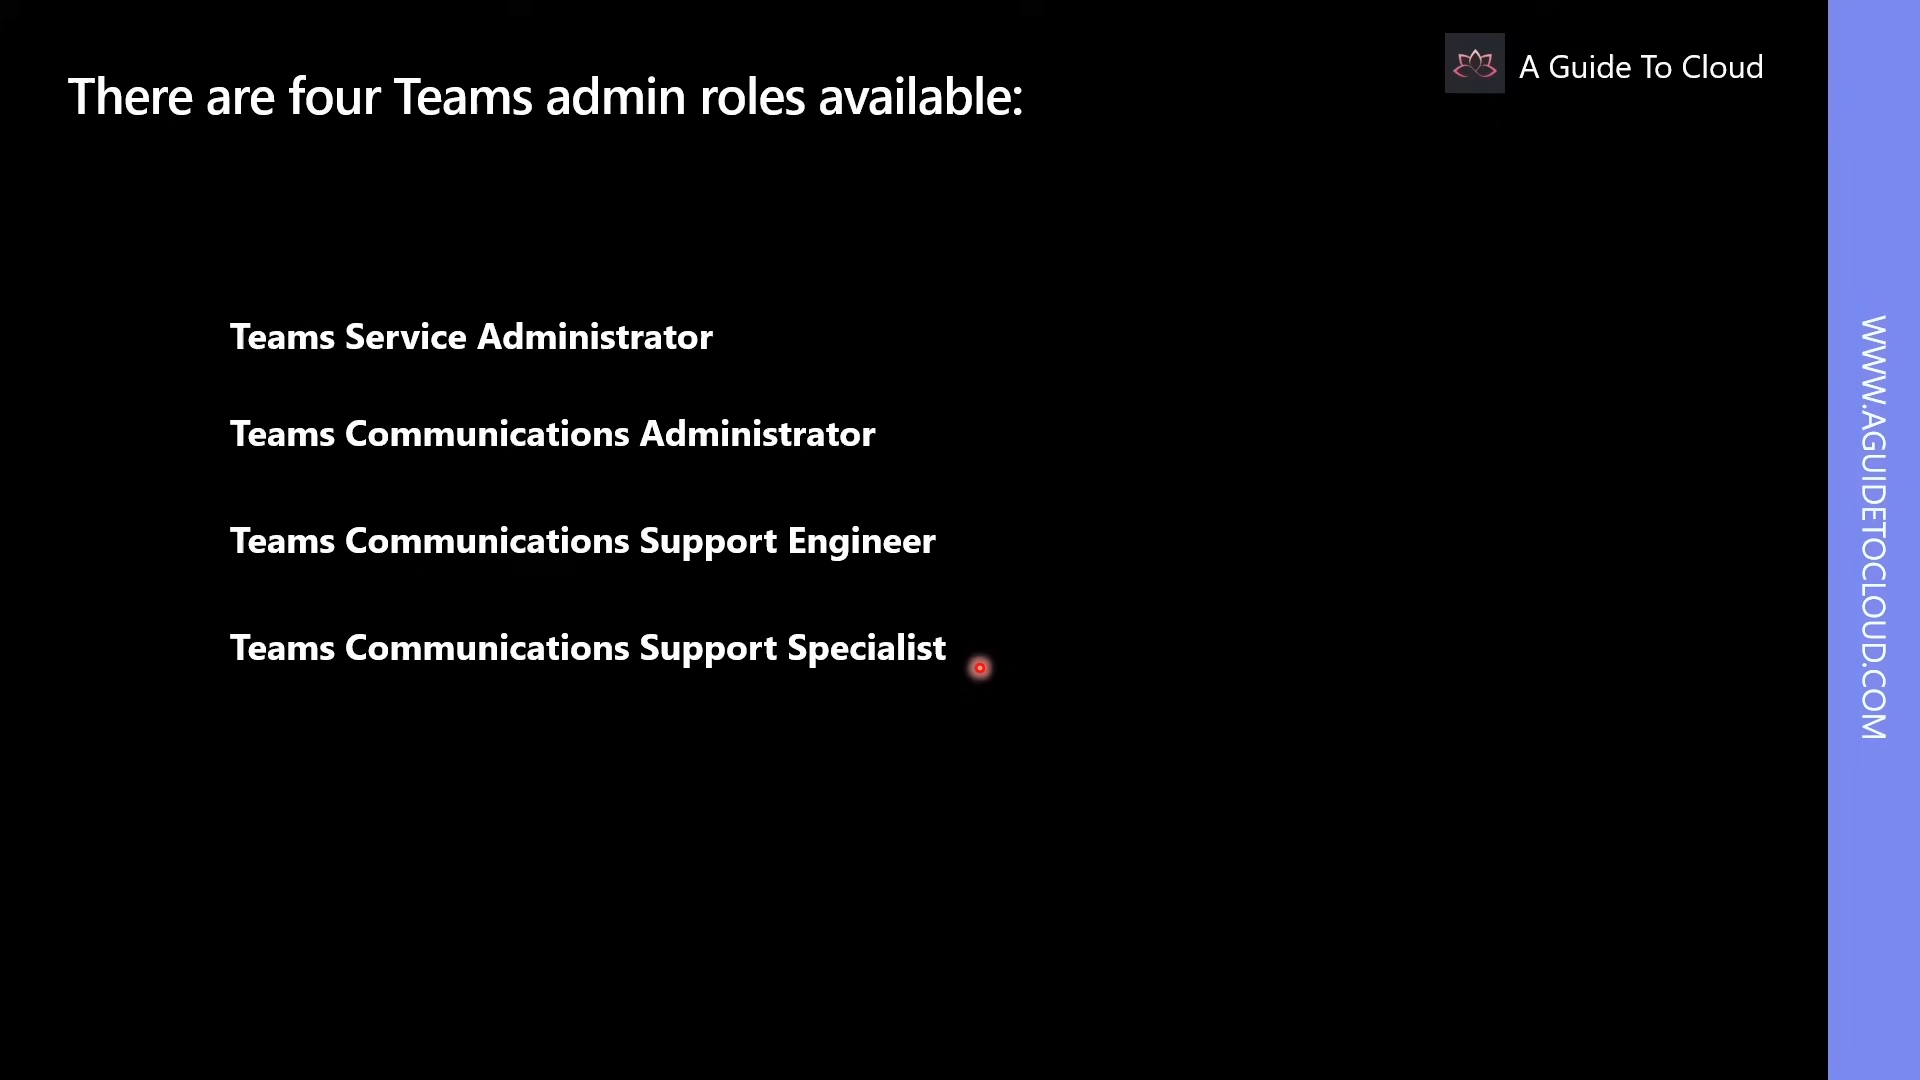 There are four Teams admin roles available:
A Guide To Cloud
Teams Service Administrator
Teams Communications Administrator
Teams Communications Support Engineer
Teams Communications Support Specialist
WWW.AGUIDETOCLOUD.COM